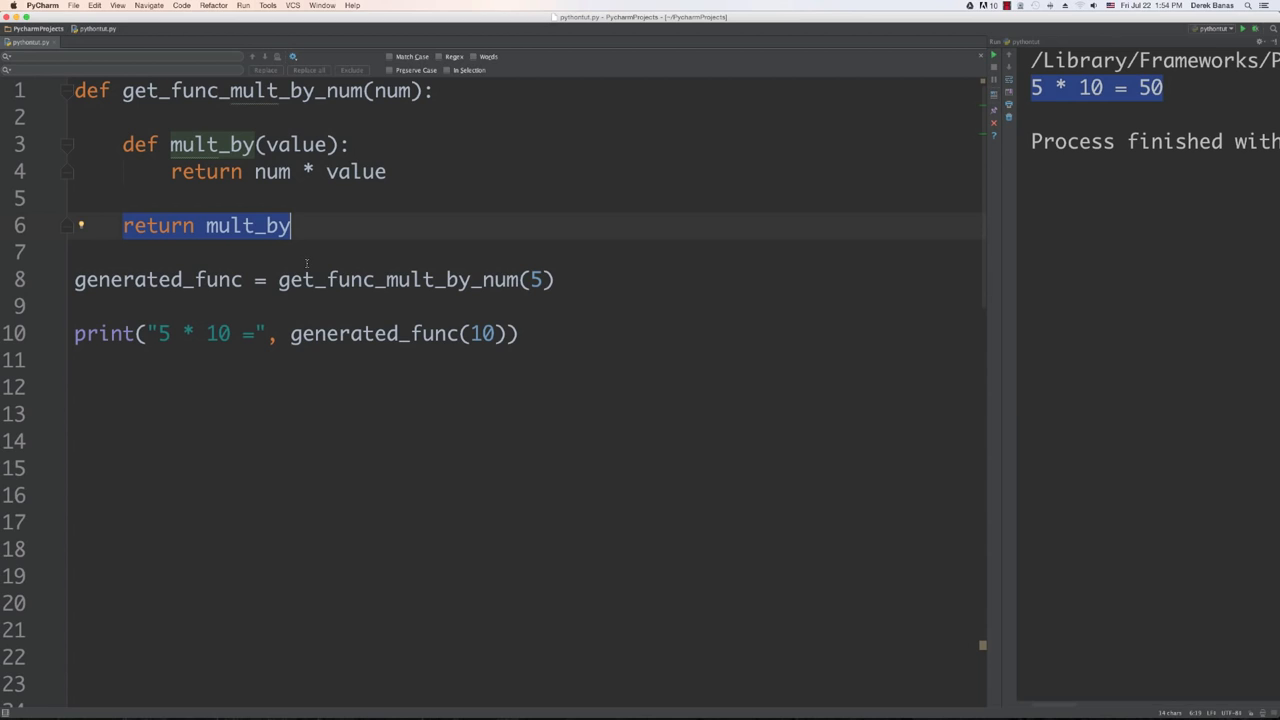 PyCharm File Edit View Navigate Code Refactor Run Tools VCS Window Help 10 Fri Jul 22 1:54 PM Derek Banas
pythontut.py - PycharmProjects - [~/PycharmProjects]
PycharmProjects pythontut.py pythontut
pythontut.py Run pythontut
Match Case Regex Words
Replace Replace all Exclude Preserve Case In Selection
1 def get_func_mult_by_num(num):
2
3 def mult_by(value):
4 return num * value
5
6 return mult_by
7
8 generated_func = get_func_mult_by_num(5)
9
10 print("5 * 10 =", generated_func(10))
11
12
13
14
15
16
17
18
19
20
21
22
23
/Library/Frameworks/P
5 * 10 = 50
Process finished with
14 chars 6:19 LF÷ UTF-8÷